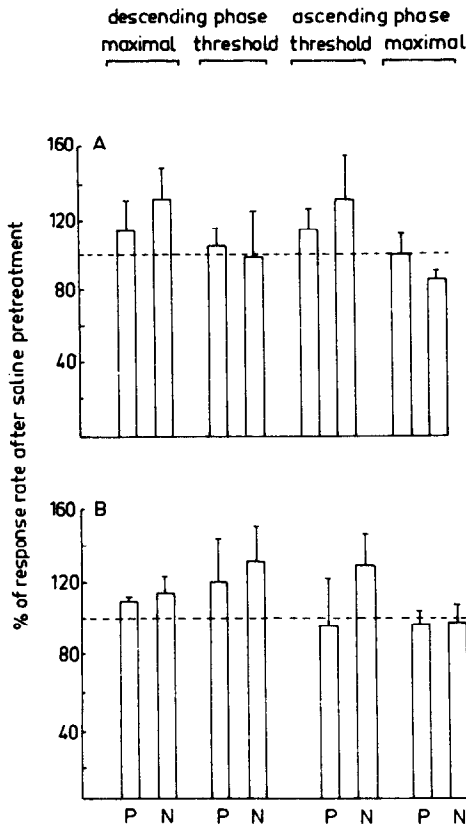 descending phase ascending phase
maximal threshold threshold maximal
% of response rate after saline pretreatment
A
160
120
80
40
B
160
120
80
40
P N P N P N P N